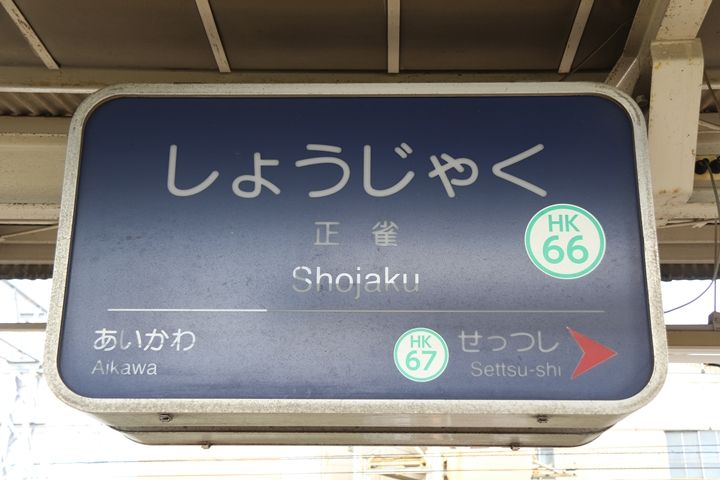 しょうじゃく
正雀
HK
66
Shojaku
あいかわ
Aikawa
HK
67
せっつし
Settsu-shi